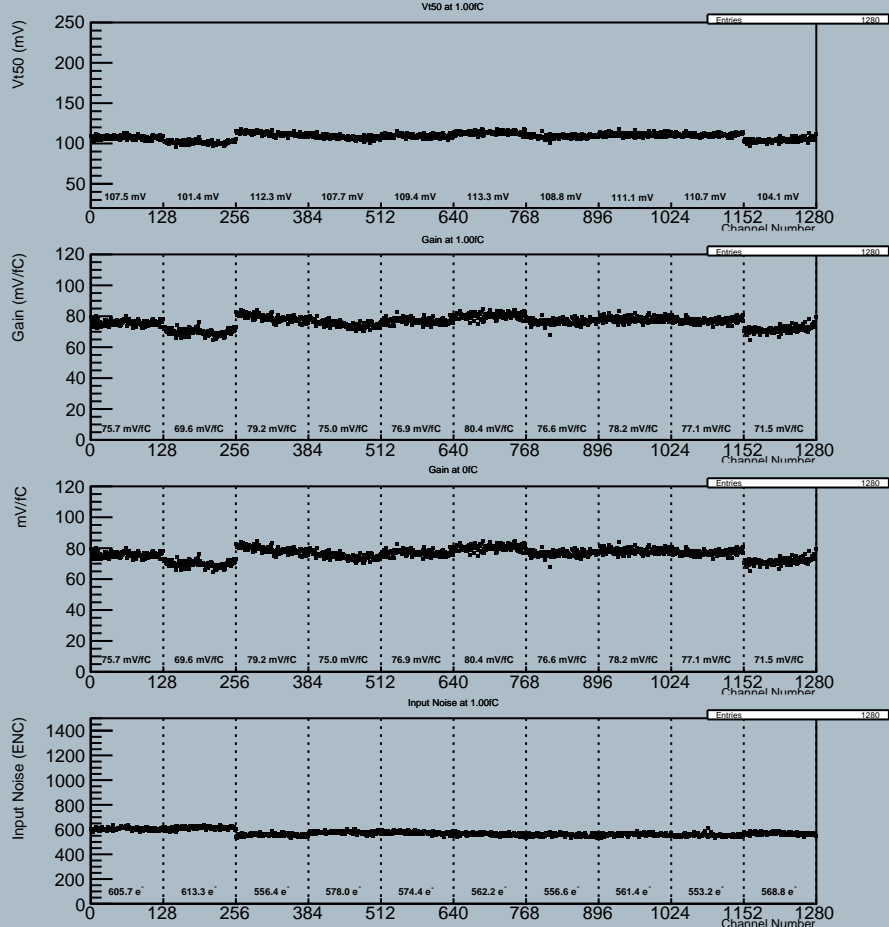 Vt50 at 1.00fC
Entries 1280
Vt50 (mV)
250
200
150
100
50
107.5 mV 101.4 mV 112.3 mV 107.7 mV 109.4 mV 113.3 mV 108.8 mV 111.1 mV 110.7 mV 104.1 mV
0 128 256 384 512 640 768 896 1024 1152 1280
Channel Number
Gain at 1.00fC
Entries 1280
Gain (mV/fC)
120
100
80
60
40
20
0
75.7 mV/fC 69.6 mV/fC 79.2 mV/fC 75.0 mV/fC 76.9 mV/fC 80.4 mV/fC 76.6 mV/fC 78.2 mV/fC 77.1 mV/fC 71.5 mV/fC
0 128 256 384 512 640 768 896 1024 1152 1280
Channel Number
Gain at 0fC
Entries 1280
mV/fC
120
100
80
60
40
20
0
75.7 mV/fC 69.6 mV/fC 79.2 mV/fC 75.0 mV/fC 76.9 mV/fC 80.4 mV/fC 76.6 mV/fC 78.2 mV/fC 77.1 mV/fC 71.5 mV/fC
0 128 256 384 512 640 768 896 1024 1152 1280
Channel Number
Input Noise at 1.00fC
Entries 1280
Input Noise (ENC)
1400
1200
1000
800
600
400
200
0
605.7 e⁻ 613.3 e⁻ 556.4 e⁻ 578.0 e⁻ 574.4 e⁻ 562.2 e⁻ 556.6 e⁻ 561.4 e⁻ 553.2 e⁻ 568.8 e⁻
0 128 256 384 512 640 768 896 1024 1152 1280
Channel Number